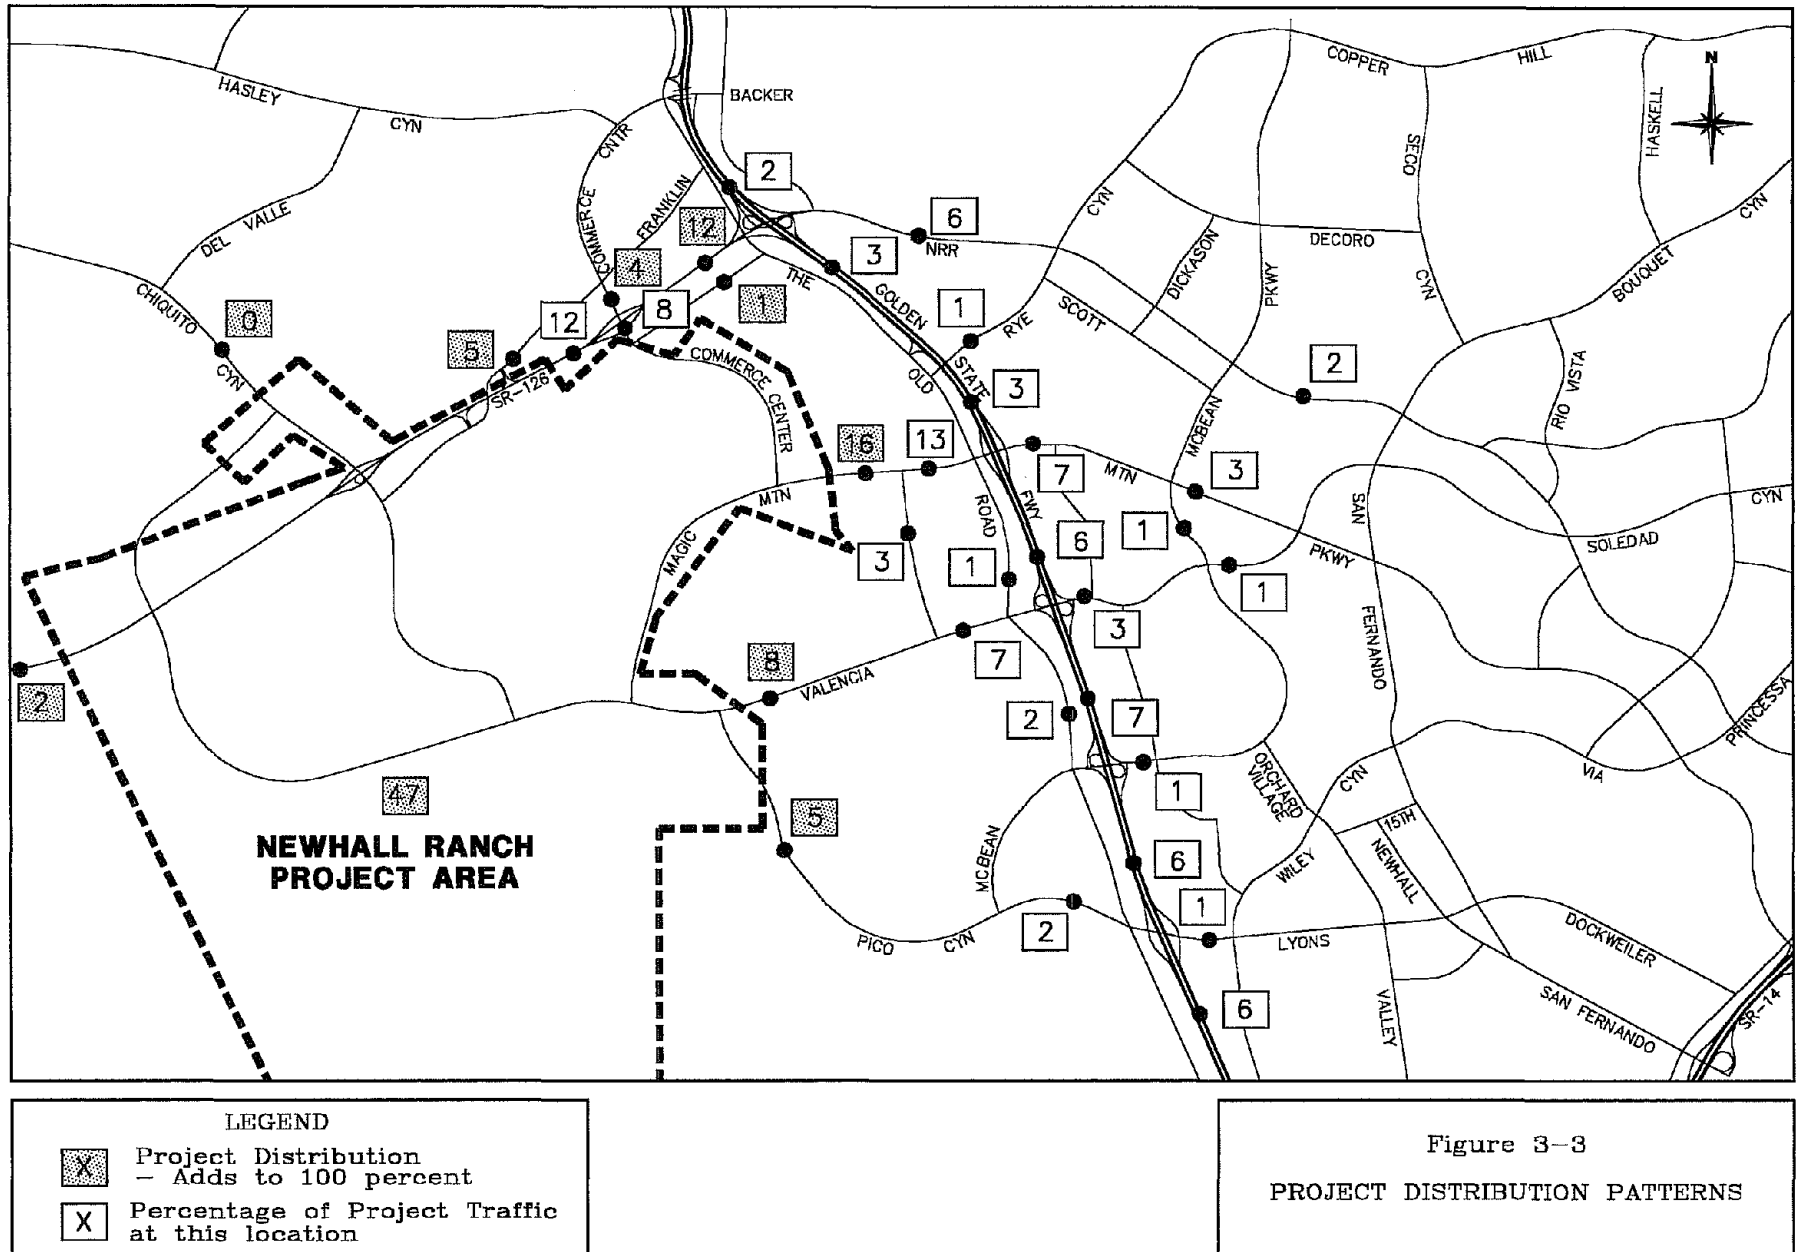 COPPER
HILL
N
HASLEY
BACKER
CYN
CNTR
SECO
HASKELL
2
FRANKLIN
COMMERCE
CYN
CYN
DEL VALLE
12
6
NRR
DICKASON
DECORO
4
3
THE
PKWY
CYN
BOUQUET
CHIQUITO
0
12
8
1
GOLDEN
1
RYE
SCOTT
5
COMMERCE
CENTER
CYN
SR-126
OLD
STATE
3
2
RIO VISTA
MCBEAN
16
13
7
MTN
3
MTN
ROAD
FWY
SAN
CYN
MAGIC
3
1
6
1
PKWY
SOLEDAD
1
3
FERNANDO
7
8
VALENCIA
2
2
7
PRINCESSA
47
1
ORCHARD
VILLAGE
CYN
VIA
5
NEWHALL RANCH
PROJECT AREA
MCBEAN
6
WILEY
15TH
NEWHALL
1
2
PICO
CYN
LYONS
DOCKWEILER
6
VALLEY
SAN FERNANDO
SR-14
LEGEND
X Project Distribution
– Adds to 100 percent
X Percentage of Project Traffic
at this location
Figure 3-3
PROJECT DISTRIBUTION PATTERNS